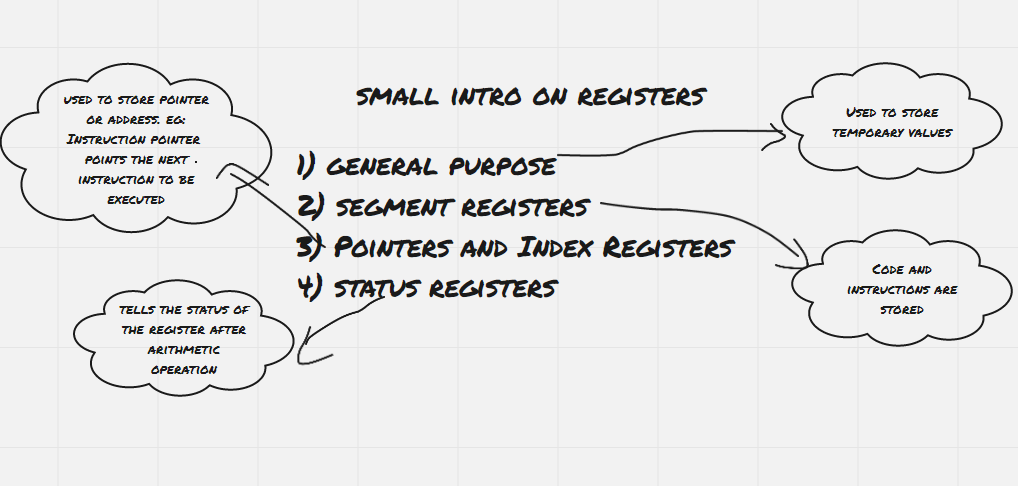 SMALL INTRO ON REGISTERS
1) GENERAL PURPOSE
2) SEGMENT REGISTERS
3) POINTERS AND INDEX REGISTERS
4) STATUS REGISTERS
USED TO STORE POINTER
OR ADDRESS. EG:
INSTRUCTION POINTER
POINTS THE NEXT .
INSTRUCTION TO BE
EXECUTED
USED TO STORE
TEMPORARY VALUES
CODE AND
INSTRUCTIONS ARE
STORED
TELLS THE STATUS OF
THE REGISTER AFTER
ARITHMETIC
OPERATION